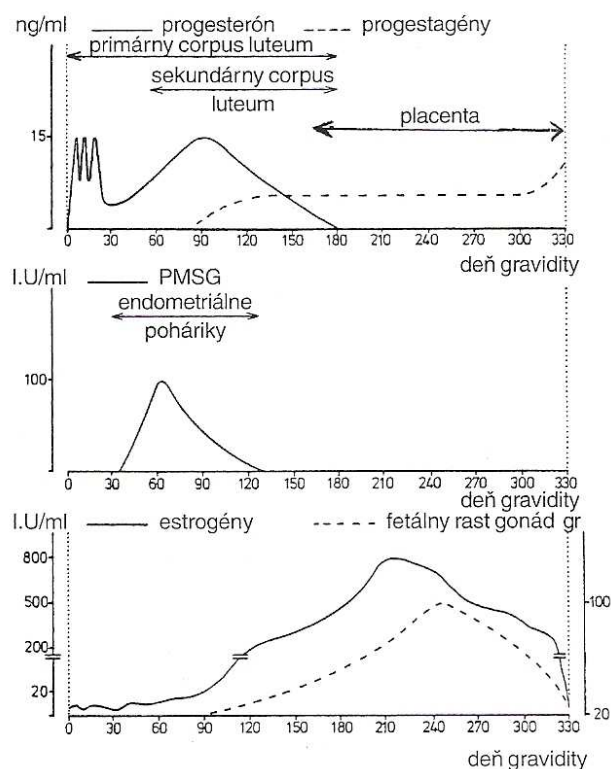 ng/ml —— progesterón ----- progestagény
primárny corpus luteum
sekundárny corpus
luteum
placenta
15
0 30 60 90 120 150 180 210 240 270 300 330
deň gravidity
I.U/ml —— PMSG
endometriálne
poháriky
100
0 30 60 90 120 150 180 210 240 270 300 330
deň gravidity
I.U/ml —— estrogény ---- fetálny rast gonád gr
800
500
100
200
20
20
0 30 60 90 120 150 180 210 240 270 300 330
deň gravidity